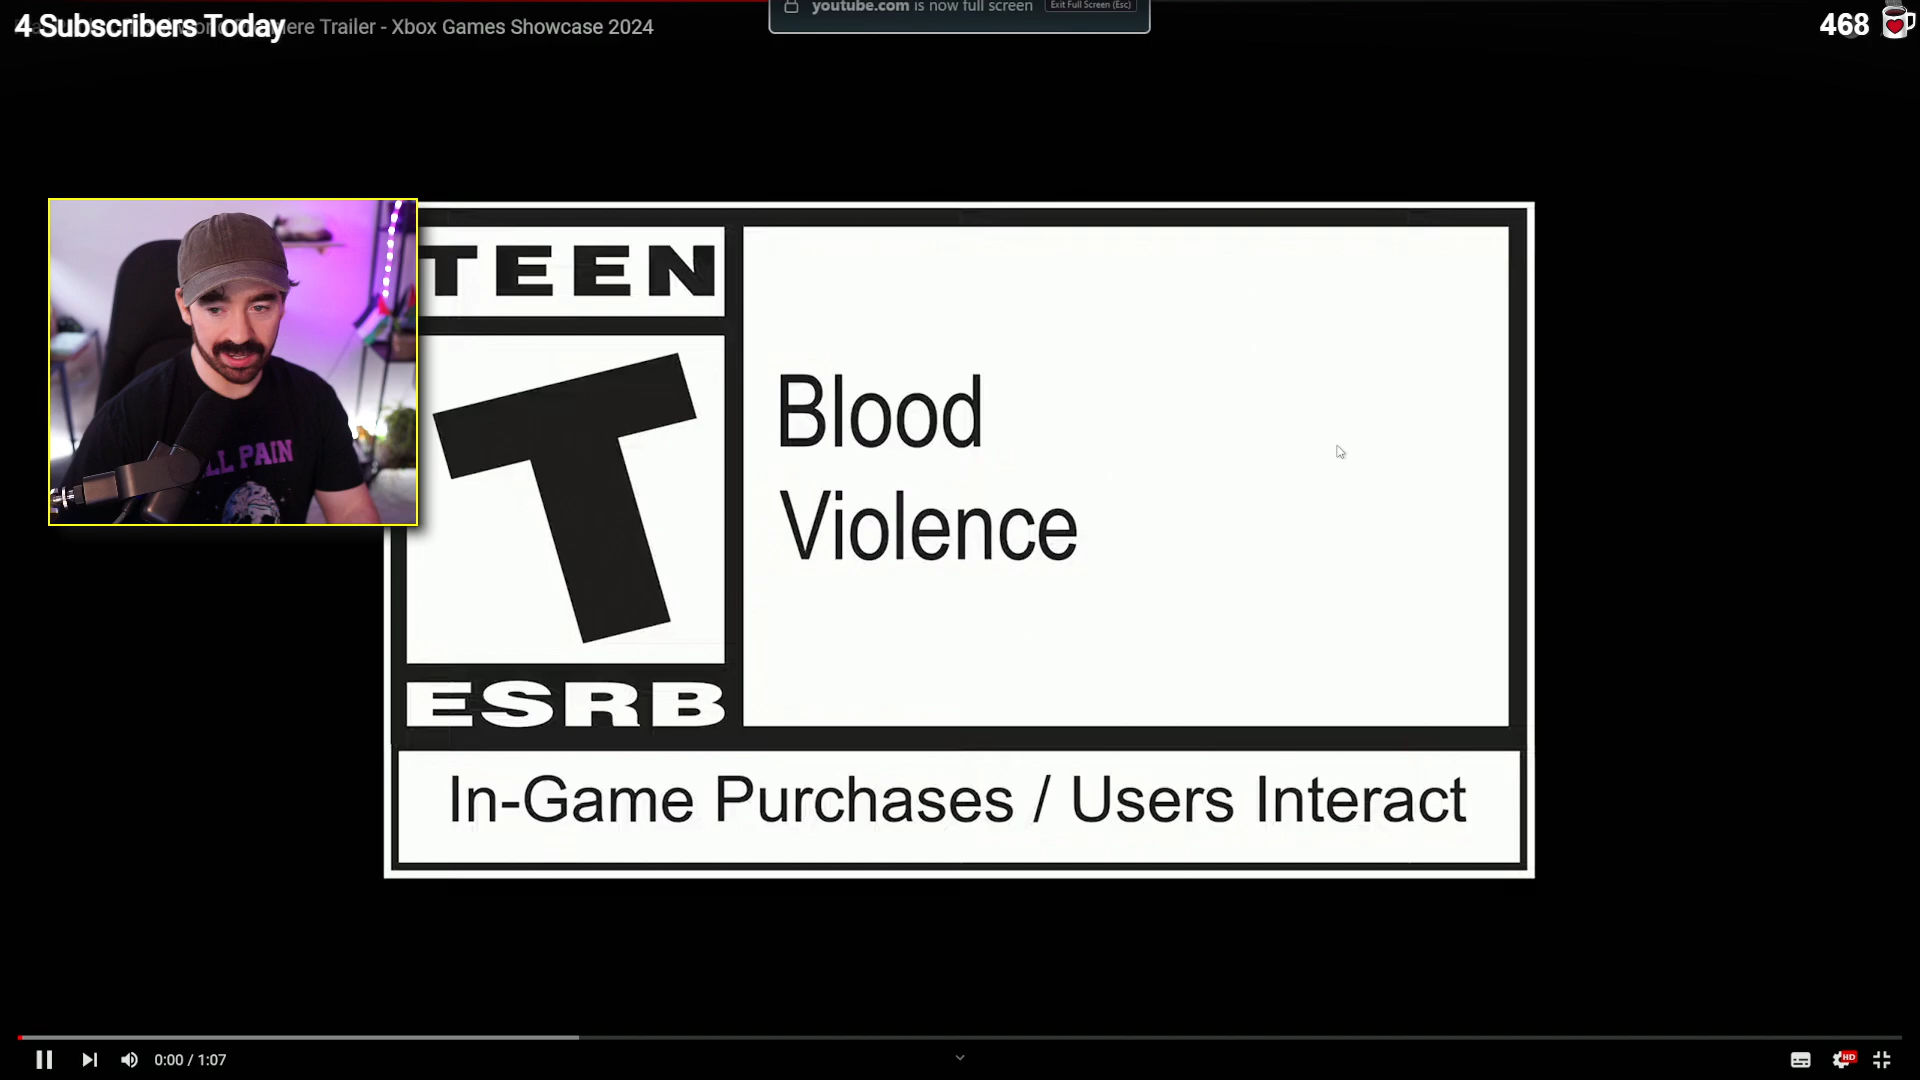 youtube.com is now full screen Exit Full Screen (Esc)
4 Subscribers Today
ere Trailer - Xbox Games Showcase 2024
468
TEEN
T
ESRB
Blood
Violence
LL PAIN
In-Game Purchases / Users Interact
0:00 / 1:07
HD